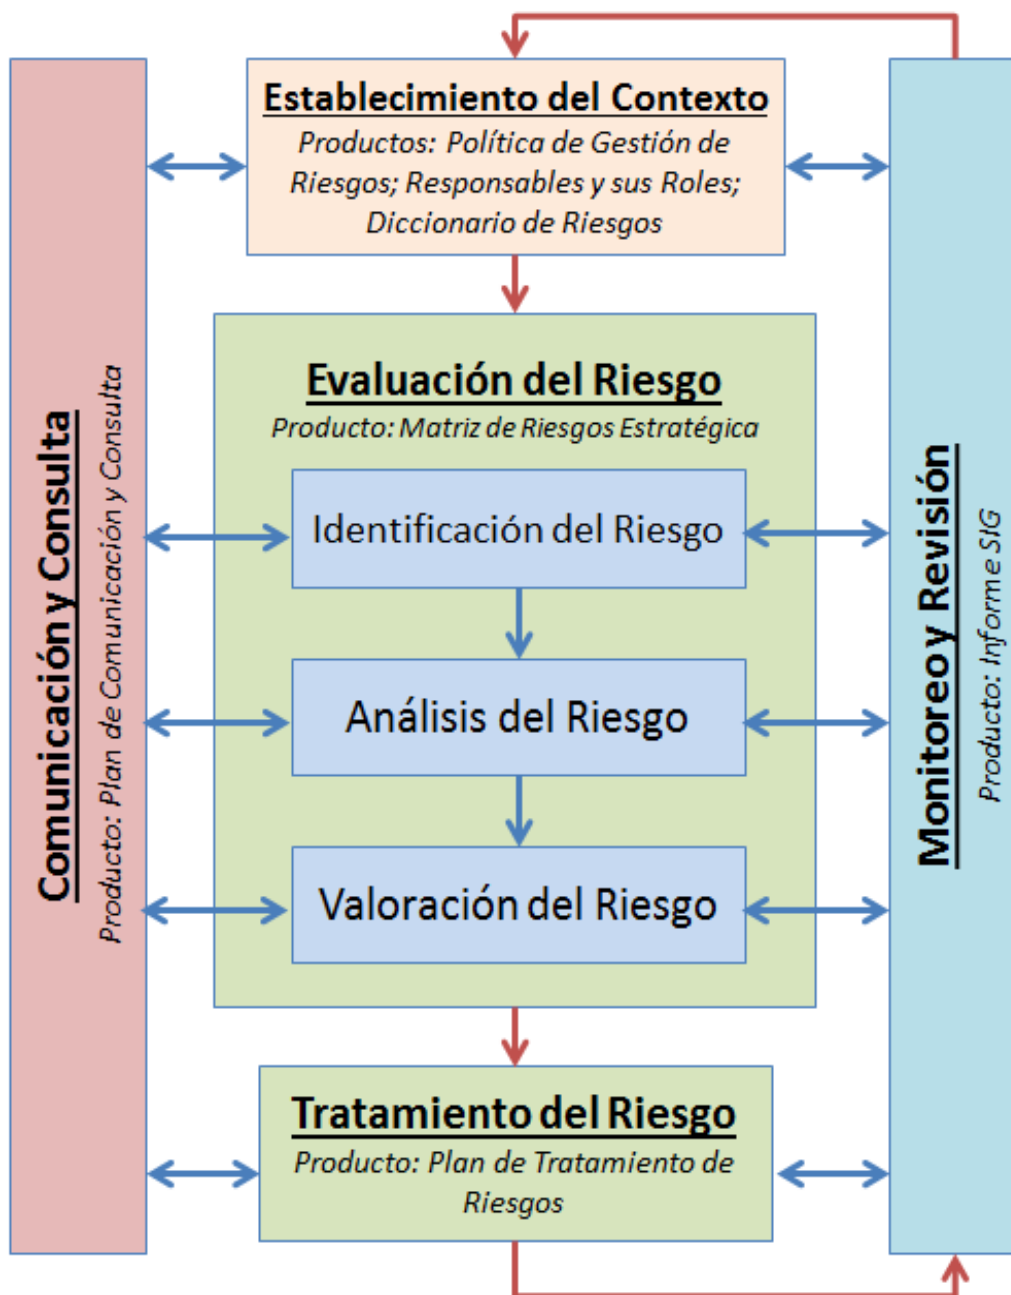 Establecimiento del Contexto
Productos: Política de Gestión de
Riesgos; Responsables y sus Roles;
Diccionario de Riesgos
Comunicación y Consulta
Producto: Plan de Comunicación y Consulta
Evaluación del Riesgo
Producto: Matriz de Riesgos Estratégica
Identificación del Riesgo
Análisis del Riesgo
Valoración del Riesgo
Tratamiento del Riesgo
Producto: Plan de Tratamiento de
Riesgos
Monitoreo y Revisión
Producto: Informe SIG